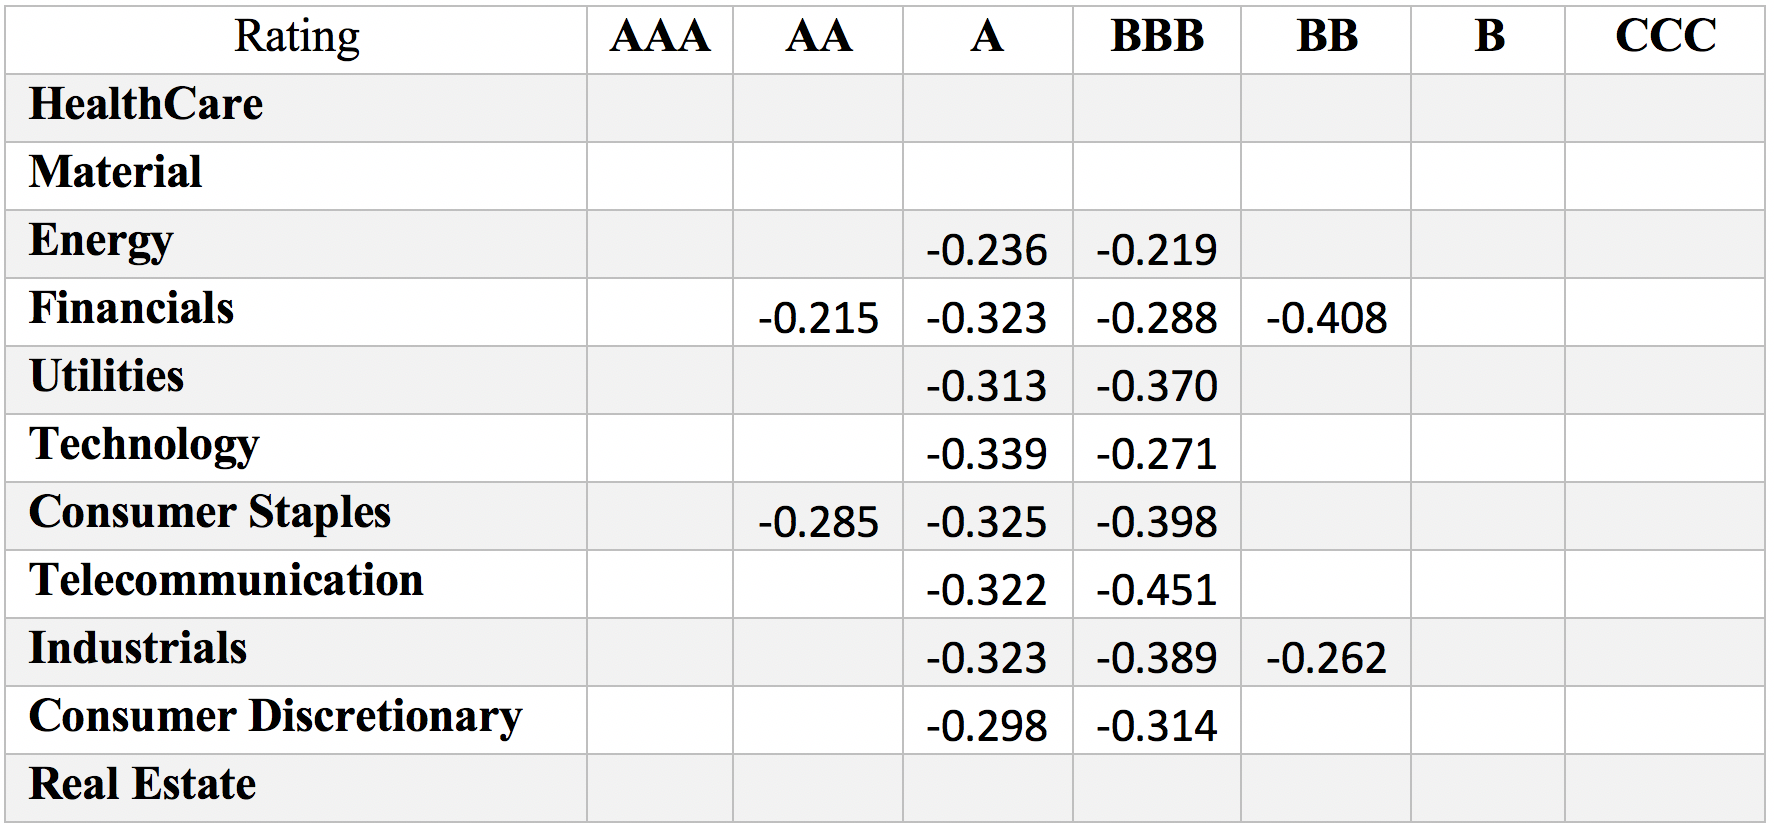 Rating AAA AA A BBB BB B CCC
HealthCare
Material
Energy -0.236 -0.219
Financials -0.215 -0.323 -0.288 -0.408
Utilities -0.313 -0.370
Technology -0.339 -0.271
Consumer Staples -0.285 -0.325 -0.398
Telecommunication -0.322 -0.451
Industrials -0.323 -0.389 -0.262
Consumer Discretionary -0.298 -0.314
Real Estate